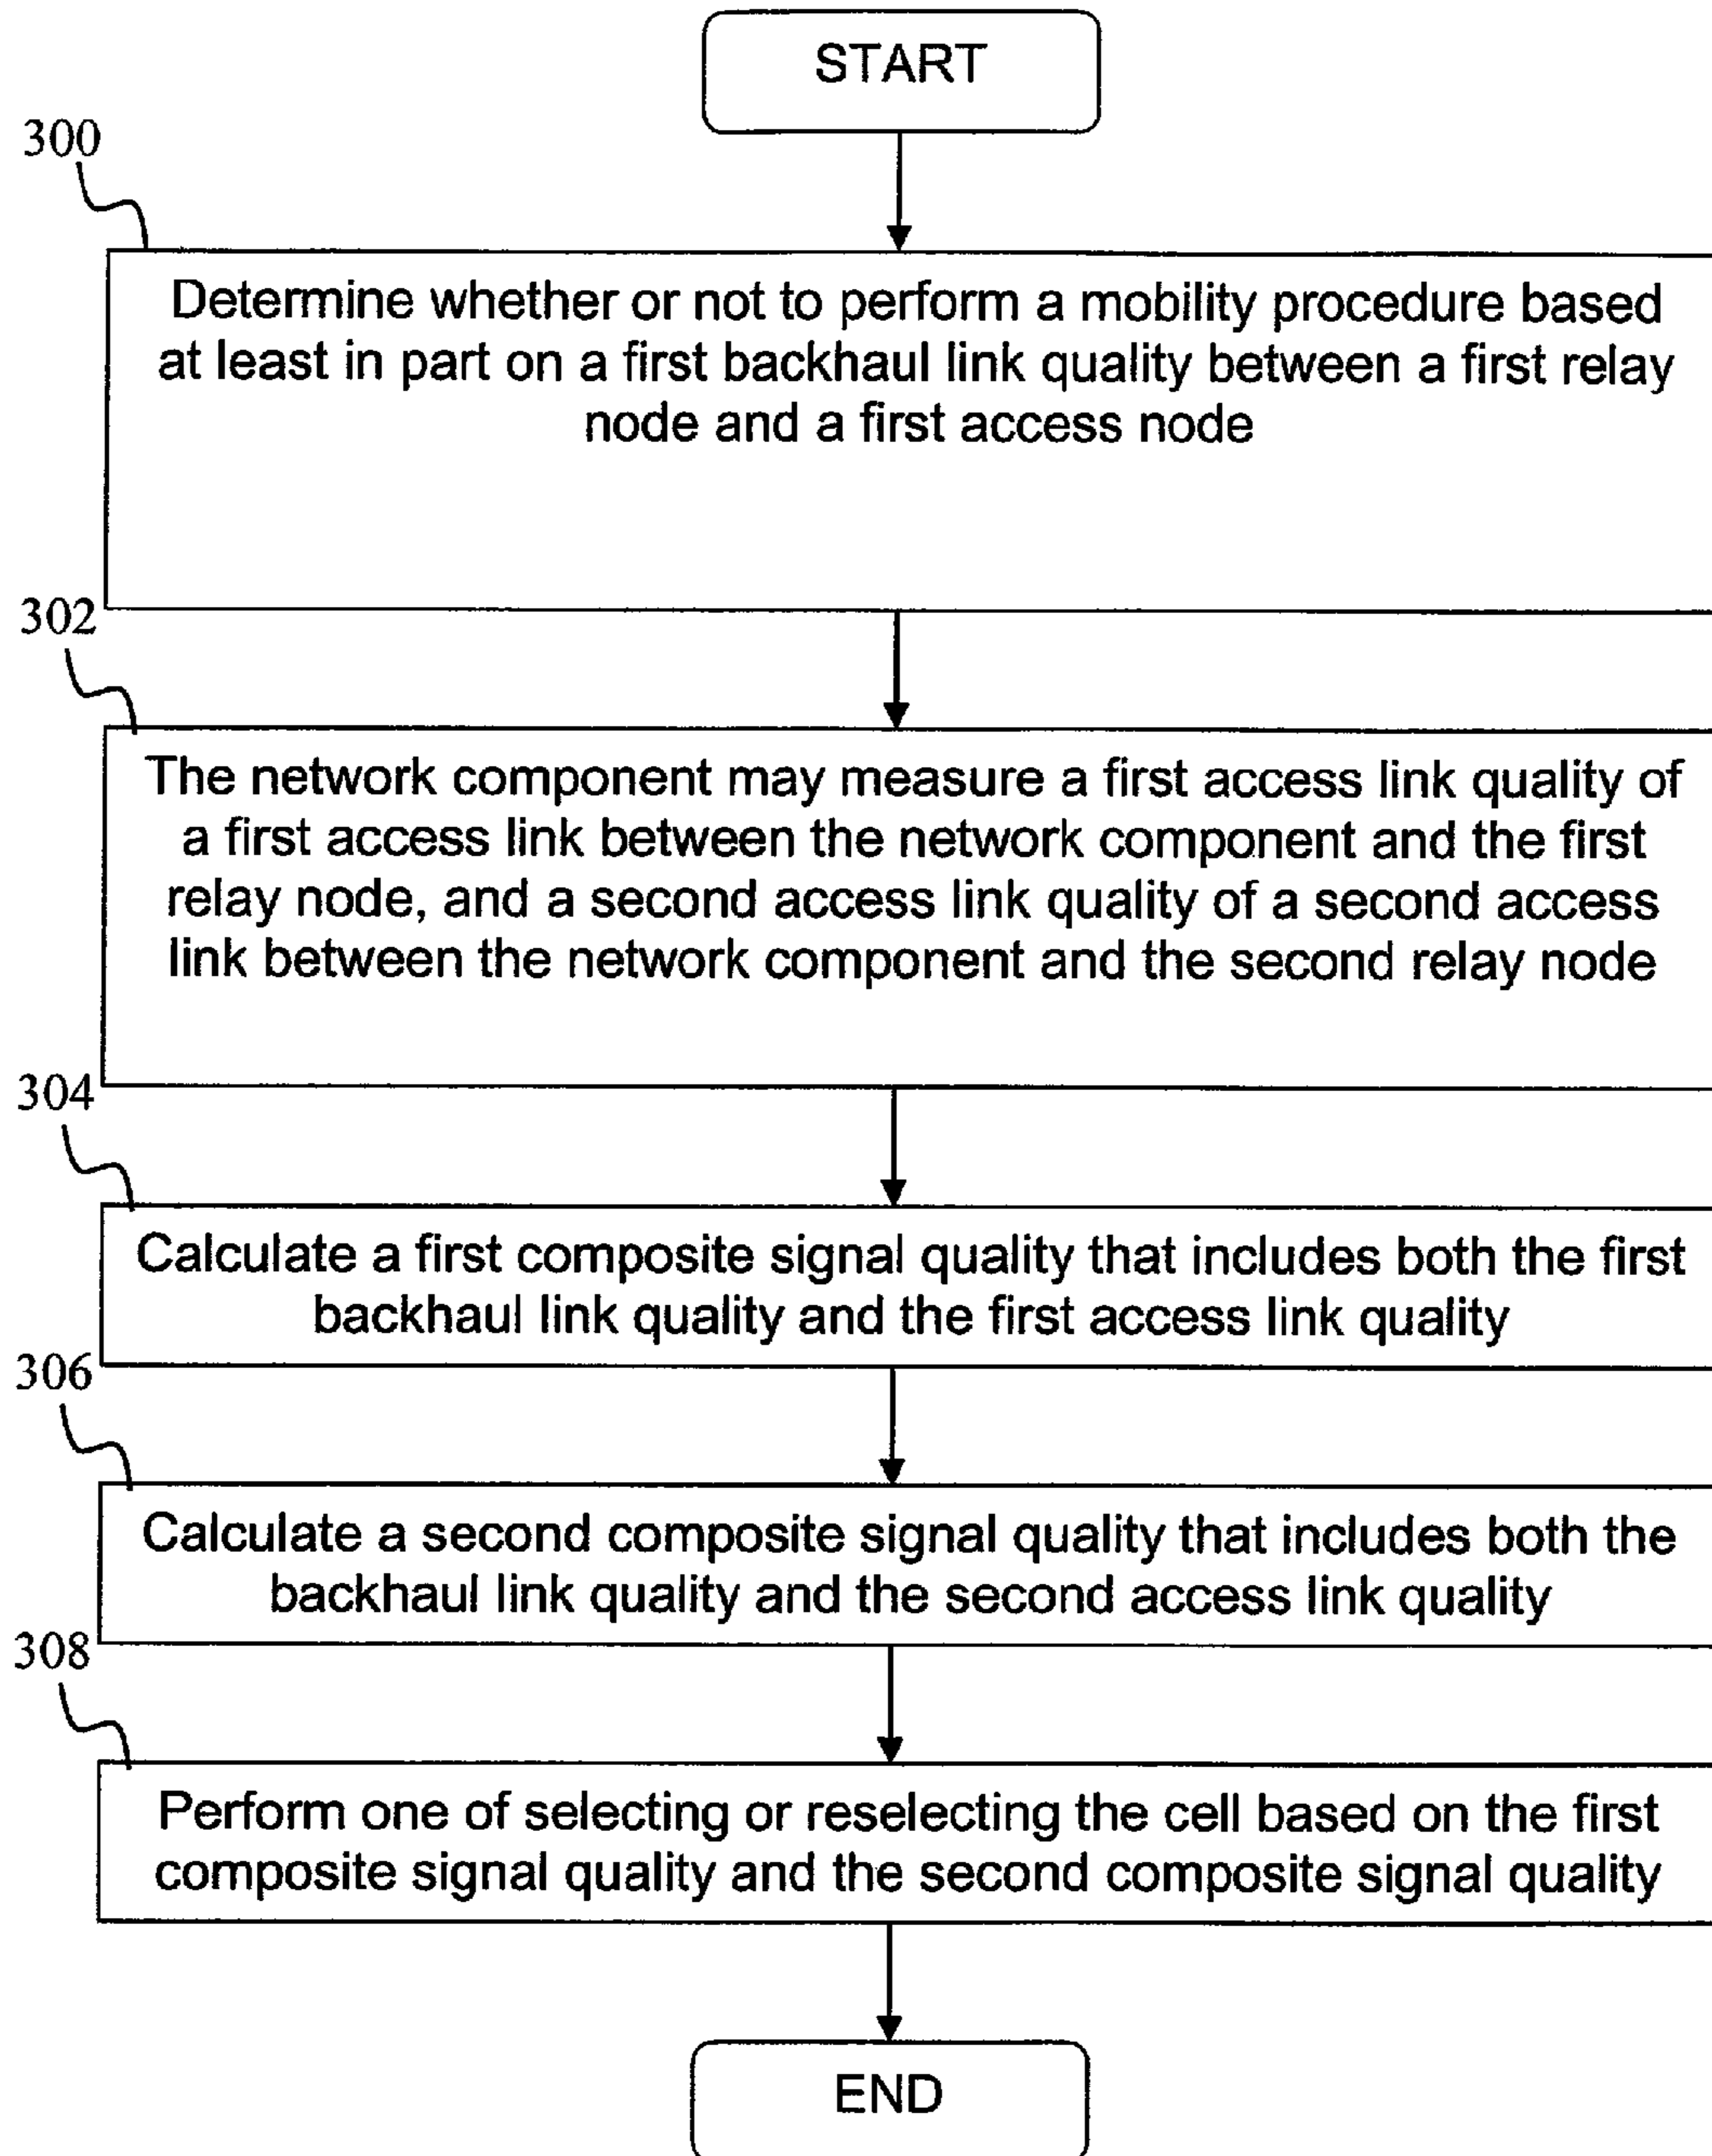 START
300
Determine whether or not to perform a mobility procedure based
at least in part on a first backhaul link quality between a first relay
node and a first access node
302
The network component may measure a first access link quality of
a first access link between the network component and the first
relay node, and a second access link quality of a second access
link between the network component and the second relay node
304
Calculate a first composite signal quality that includes both the first
backhaul link quality and the first access link quality
306
Calculate a second composite signal quality that includes both the
backhaul link quality and the second access link quality
308
Perform one of selecting or reselecting the cell based on the first
composite signal quality and the second composite signal quality
END